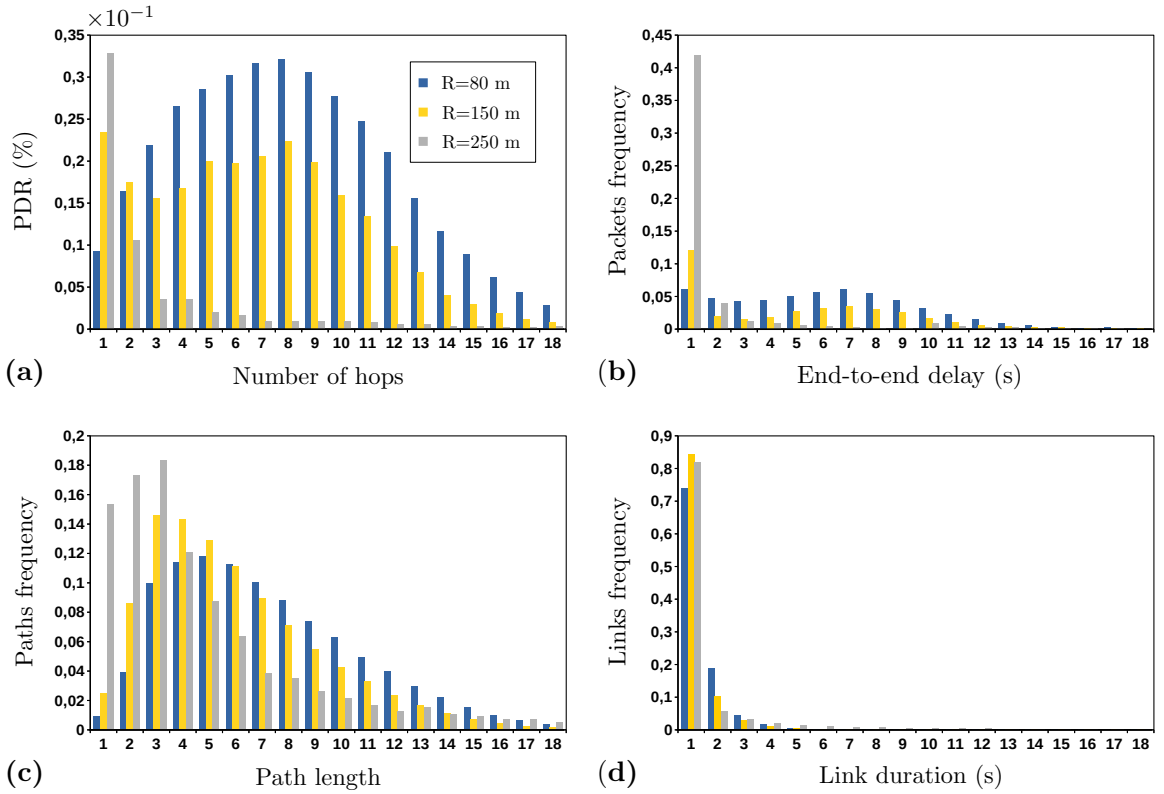 ×10⁻¹
0,35
0,3
0,25
0,2
0,15
0,1
0,05
0
PDR (%)
R=80 m
R=150 m
R=250 m
1 2 3 4 5 6 7 8 9 10 11 12 13 14 15 16 17 18
(a)
Number of hops
0,45
0,4
0,35
0,3
0,25
0,2
0,15
0,1
0,05
0
Packets frequency
1 2 3 4 5 6 7 8 9 10 11 12 13 14 15 16 17 18
(b)
End-to-end delay (s)
0,2
0,18
0,16
0,14
0,12
0,1
0,08
0,06
0,04
0,02
0
Paths frequency
1 2 3 4 5 6 7 8 9 10 11 12 13 14 15 16 17 18
(c)
Path length
0,9
0,8
0,7
0,6
0,5
0,4
0,3
0,2
0,1
0
Links frequency
1 2 3 4 5 6 7 8 9 10 11 12 13 14 15 16 17 18
(d)
Link duration (s)